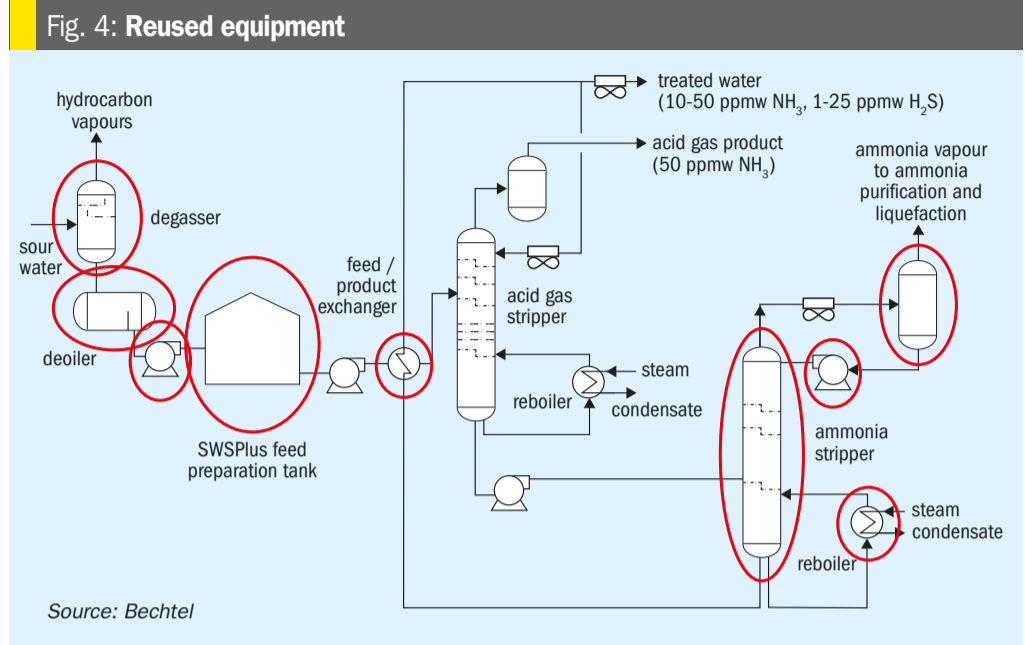 Fig. 4: Reused equipment
hydrocarbon
vapours
degasser
sour
water
deoiler
SWSPlus feed
preparation tank
feed /
product
exchanger
treated water
(10-50 ppmw NH₃, 1-25 ppmw H₂S)
acid gas product
(50 ppmw NH₃)
acid gas
stripper
steam
reboiler
condensate
ammonia vapour
to ammonia
purification and
liquefaction
ammonia
stripper
steam
condensate
reboiler
Source: Bechtel